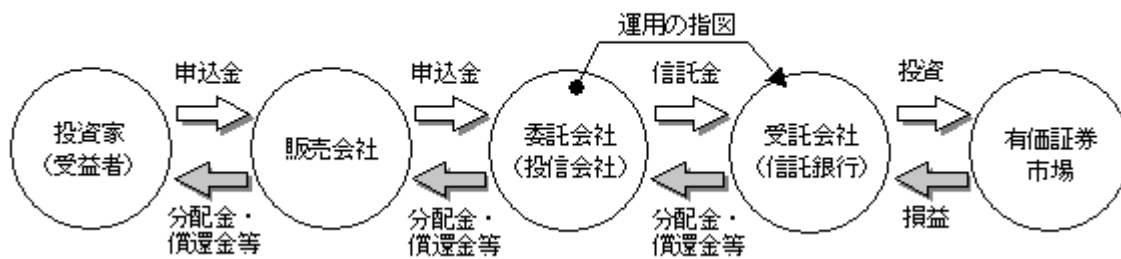 運用の指図
申込金
申込金
信託金
投資
投資家
(受益者)
販売会社
委託会社
(投信会社)
受託会社
(信託銀行)
有価証券
市場
分配金・
償還金等
分配金・
償還金等
分配金・
償還金等
損益